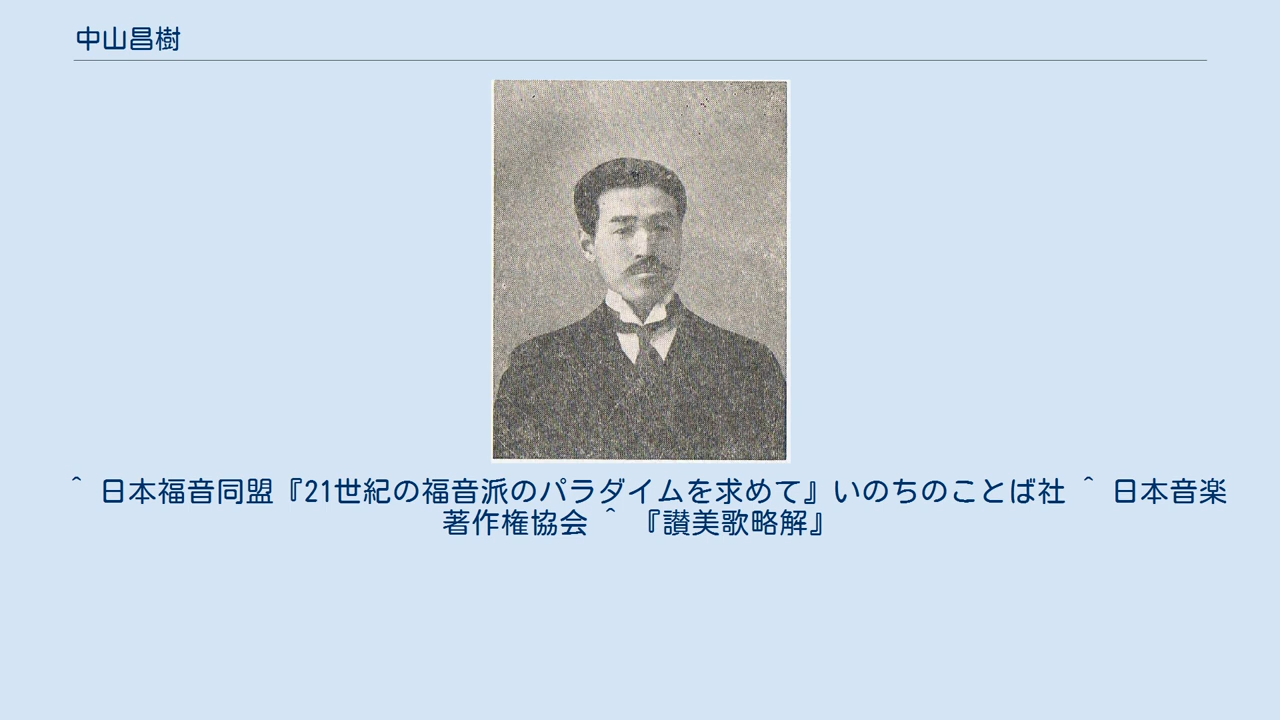 中山昌樹
^ 日本福音同盟『21世紀の福音派のパラダイムを求めて』いのちのことば社 ^ 日本音楽
著作権協会 ^ 『讃美歌略解』